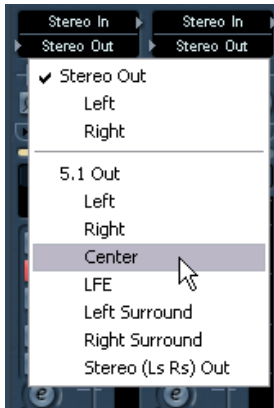 Stereo In Stereo In
Stereo Out Stereo Out
✔ Stereo Out
Left
Right
5.1 Out
Left
Right
Center
LFE
Left Surround
Right Surround
Stereo (Ls Rs) Out
e e